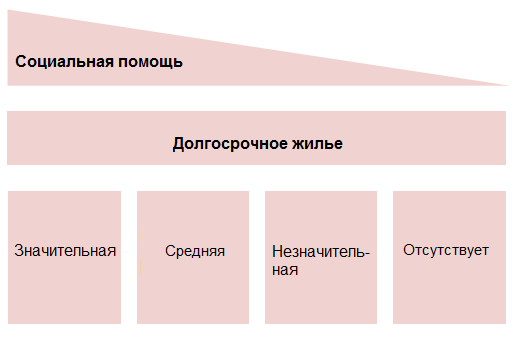 Социальная помощь
Долгосрочное жилье
Значительная
Средняя
Незначитель-
ная
Отсутствует